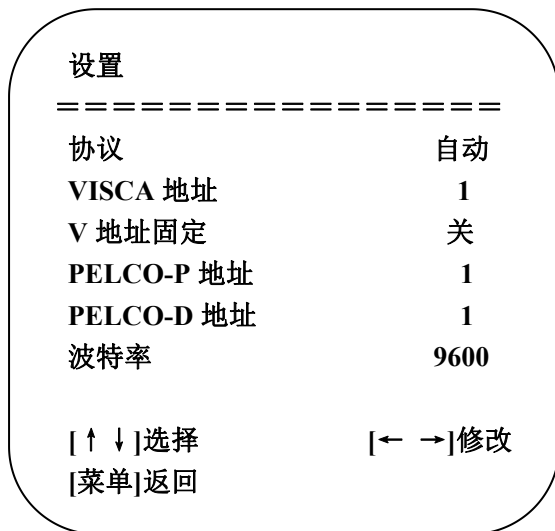 设置
================
协议 自动
VISCA 地址 1
V 地址固定 关
PELCO-P 地址 1
PELCO-D 地址 1
波特率 9600
[↑ ↓]选择 [← →]修改
[菜单]返回